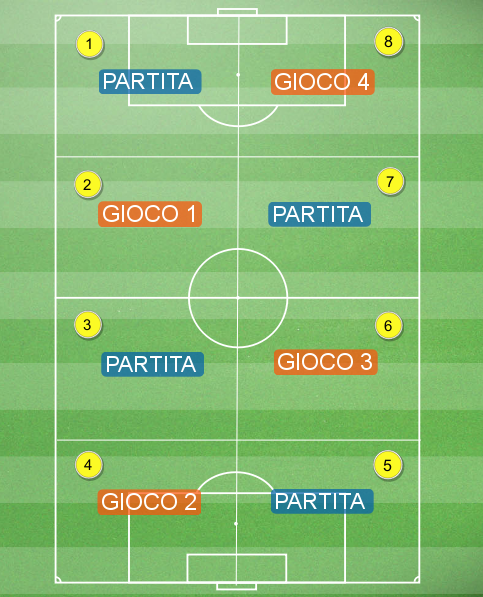 1
8
PARTITA
GIOCO 4
2
7
GIOCO 1
PARTITA
3
6
PARTITA
GIOCO 3
4
5
GIOCO 2
PARTITA